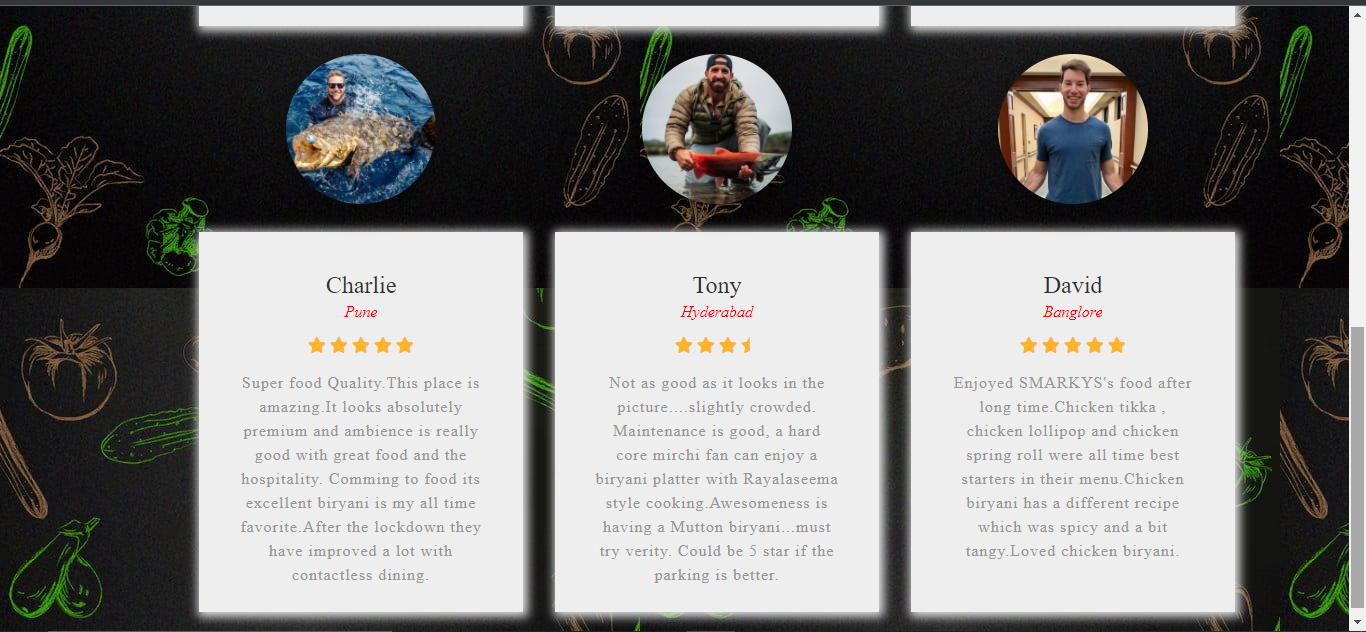 Charlie
Pune
Super food Quality.This place is
amazing.It looks absolutely
premium and ambience is really
good with great food and the
hospitality. Comming to food its
excellent biryani is my all time
favorite.After the lockdown they
have improved a lot with
contactless dining.
Tony
Hyderabad
Not as good as it looks in the
picture....slightly crowded.
Maintenance is good, a hard
core mirchi fan can enjoy a
biryani platter with Rayalaseema
style cooking.Awesomeness is
having a Mutton biryani...must
try verity. Could be 5 star if the
parking is better.
David
Banglore
Enjoyed SMARKYS's food after
long time.Chicken tikka ,
chicken lollipop and chicken
spring roll were all time best
starters in their menu.Chicken
biryani has a different recipe
which was spicy and a bit
tangy.Loved chicken biryani.